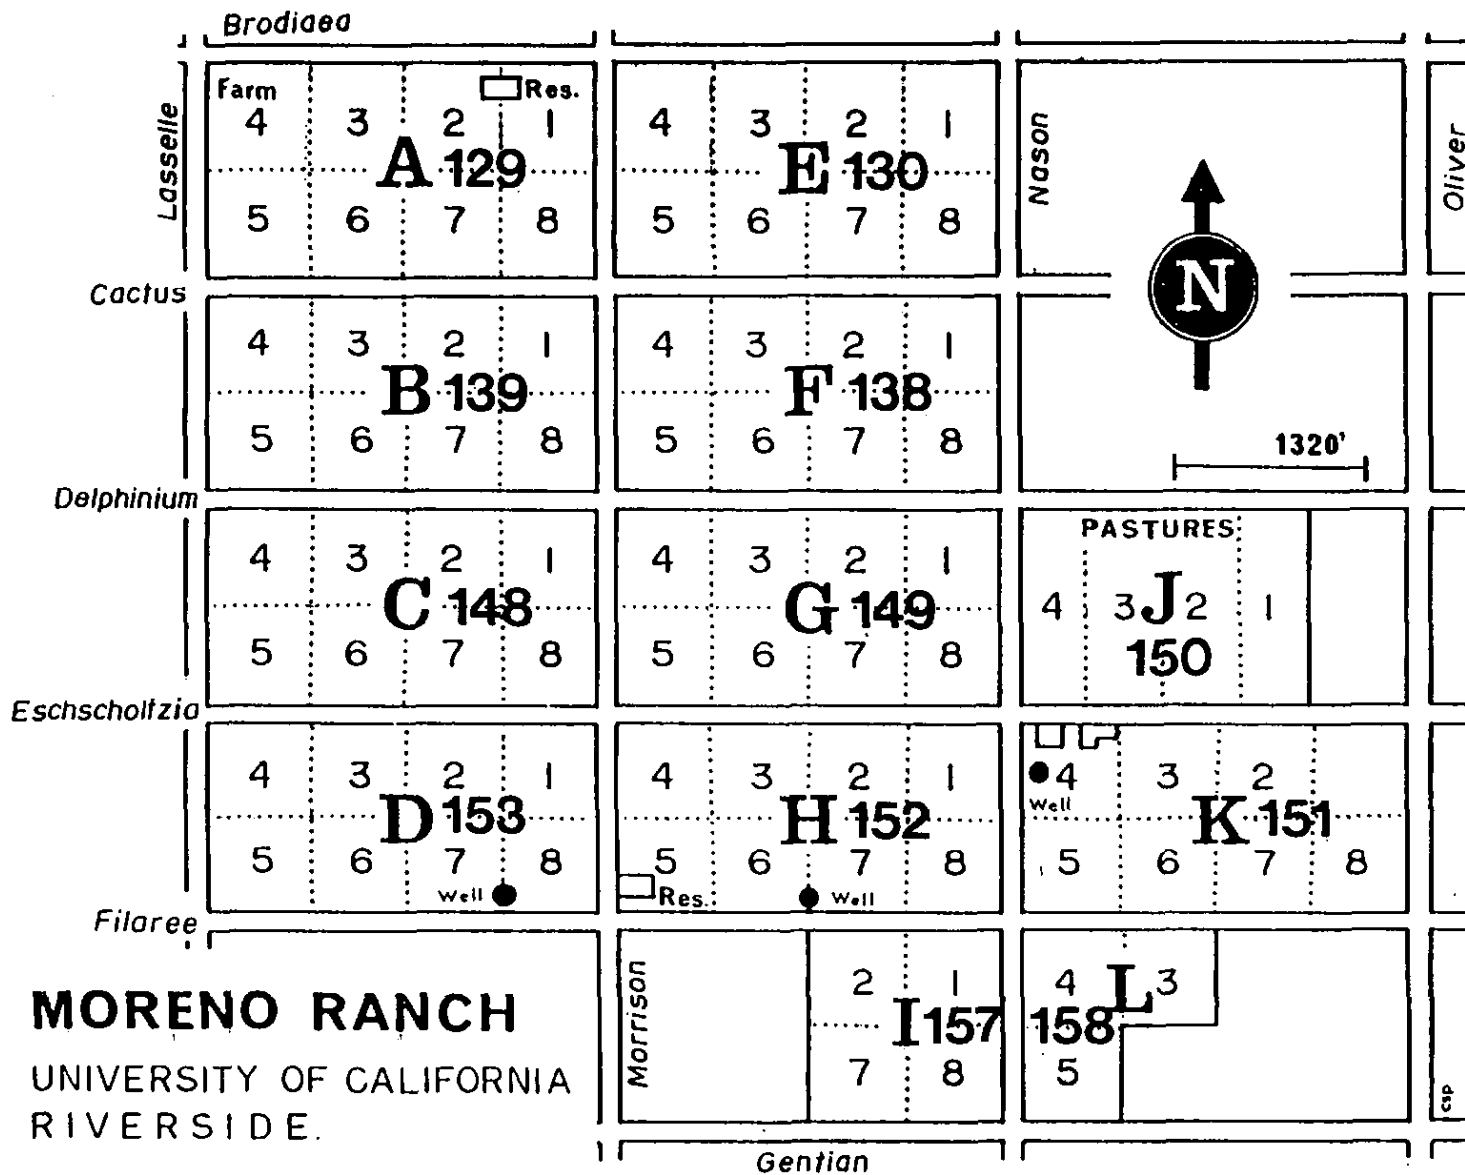 Brodiaea
Lasselle
Farm
Res.
4 3 2 1
A 129
5 6 7 8
4 3 2 1
E 130
5 6 7 8
Nason
Oliver
N
Cactus
4 3 2 1
B 139
5 6 7 8
4 3 2 1
F 138
5 6 7 8
1320'
Delphinium
4 3 2 1
C 148
5 6 7 8
4 3 2 1
G 149
5 6 7 8
PASTURES
4 3 J 2 1
150
Eschscholtzia
4 3 2 1
D 153
5 6 7 8
Well
4 3 2 1
H 152
5 6 7 8
Res.
Well
4 3 2
Well
K 151
5 6 7 8
Filaree
Morrison
2 1
I 157
7 8
4 L 3
158
5
csp
MORENO RANCH
UNIVERSITY OF CALIFORNIA
RIVERSIDE.
Gentian